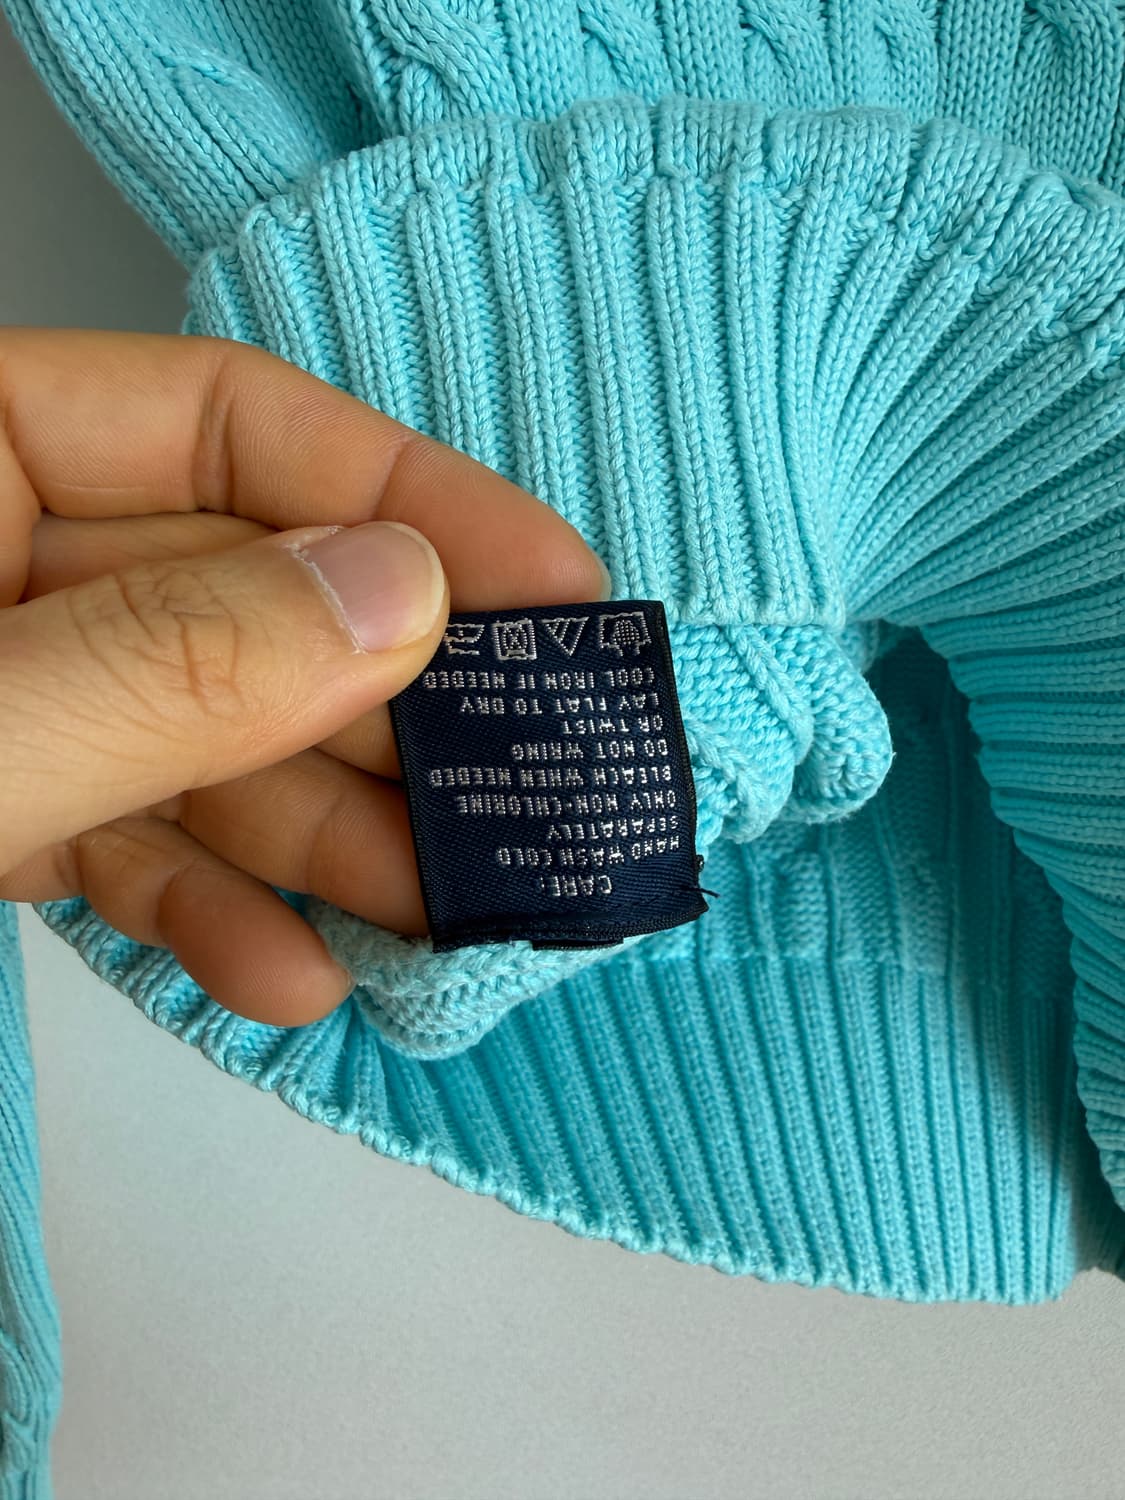 CARE:
HAND WASH COLD
SEPARATELY
ONLY NON-CHLORINE
BLEACH WHEN NEEDED
DO NOT WRING
OR TWIST
LAY FLAT TO DRY
COOL IRON IF NEEDED